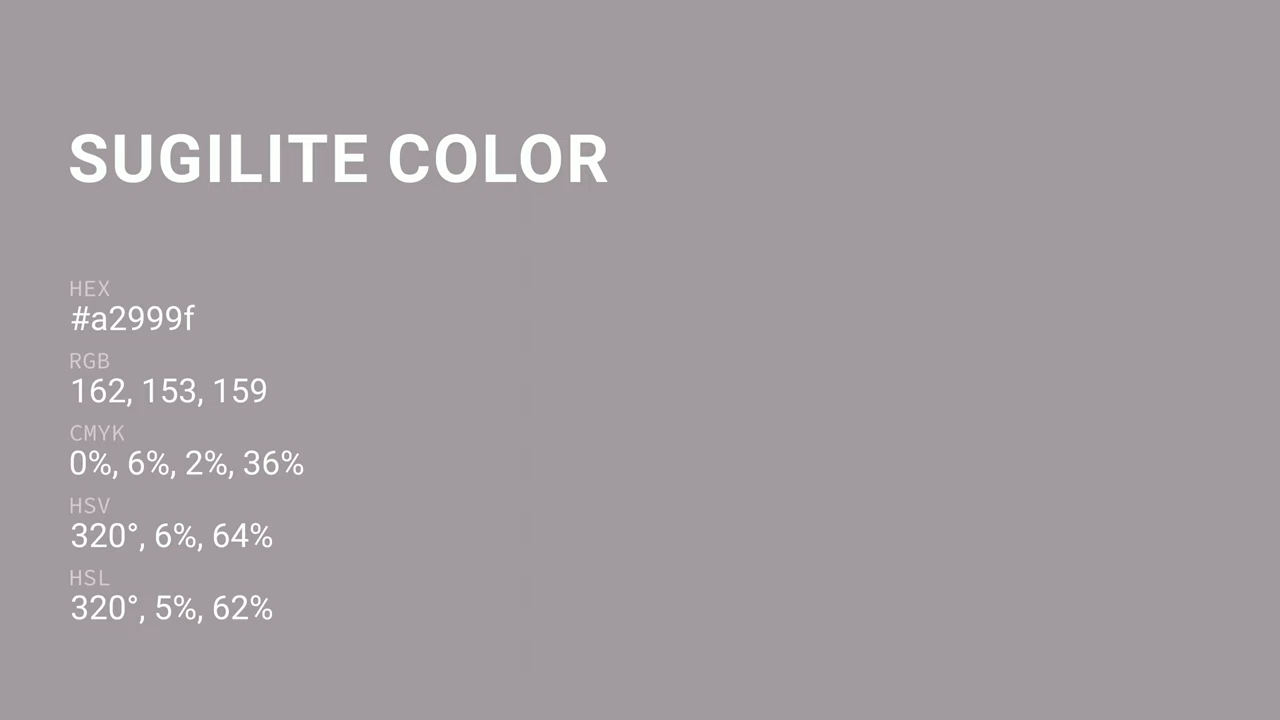 SUGILITE COLOR
HEX
#a2999f
RGB
162, 153, 159
CMYK
0%, 6%, 2%, 36%
HSV
320°, 6%, 64%
HSL
320°, 5%, 62%